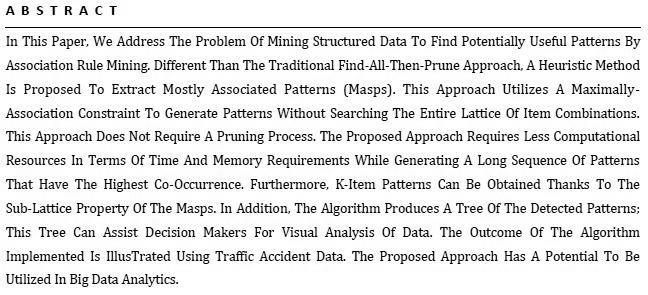 A B S T R A C T
In This Paper, We Address The Problem Of Mining Structured Data To Find Potentially Useful Patterns By
Association Rule Mining. Different Than The Traditional Find-All-Then-Prune Approach, A Heuristic Method
Is Proposed To Extract Mostly Associated Patterns (Masps). This Approach Utilizes A Maximally-
Association Constraint To Generate Patterns Without Searching The Entire Lattice Of Item Combinations.
This Approach Does Not Require A Pruning Process. The Proposed Approach Requires Less Computational
Resources In Terms Of Time And Memory Requirements While Generating A Long Sequence Of Patterns
That Have The Highest Co-Occurrence. Furthermore, K-Item Patterns Can Be Obtained Thanks To The
Sub-Lattice Property Of The Masps. In Addition, The Algorithm Produces A Tree Of The Detected Patterns;
This Tree Can Assist Decision Makers For Visual Analysis Of Data. The Outcome Of The Algorithm
Implemented Is IllusTrated Using Traffic Accident Data. The Proposed Approach Has A Potential To Be
Utilized In Big Data Analytics.